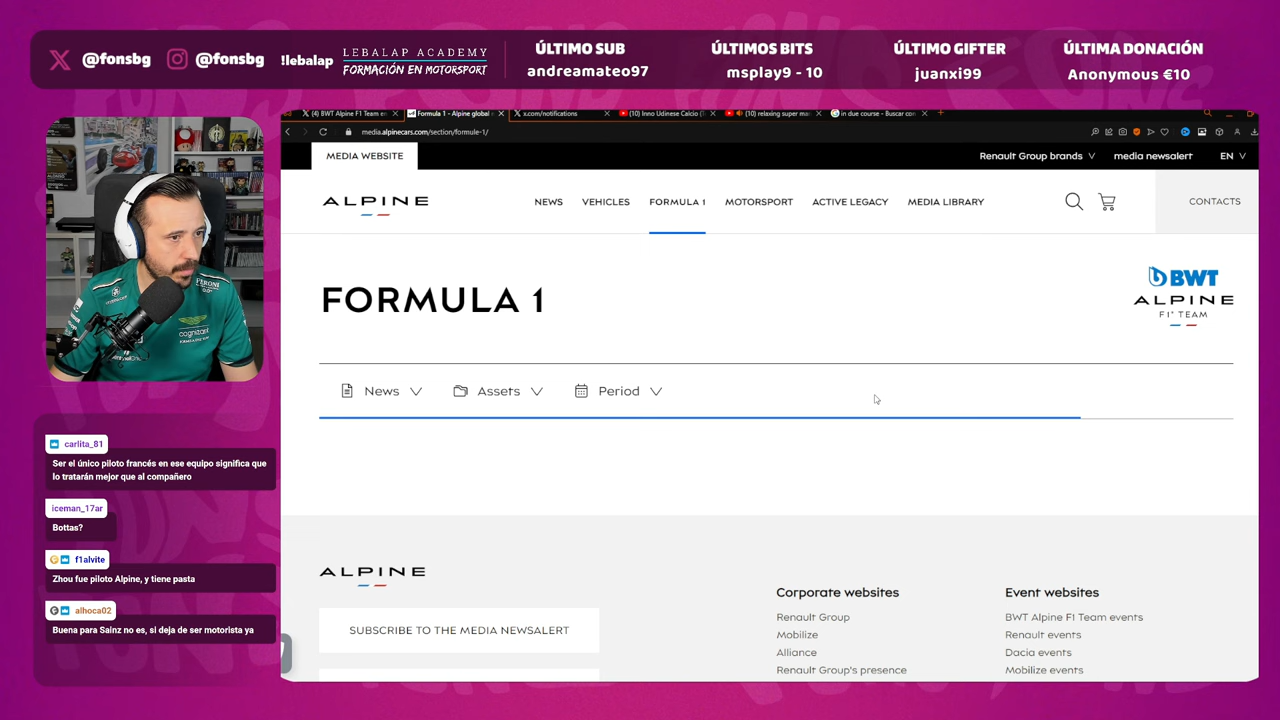 @fonsbg
@fonsbg
!lebalap
LEBALAP ACADEMY
FORMACIÓN EN MOTORSPORT
ÚLTIMO SUB
andreamateo97
ÚLTIMOS BITS
msplay9 - 10
ÚLTIMO GIFTER
juanxi99
ÚLTIMA DONACIÓN
Anonymous €10
(4) BWT Alpine F1 Team e
Formula 1 - Alpine global
x.com/notifications
(10) Inno Udinese Calcio (
(10) relaxing super ma
in due course - Buscar con
media.alpinecars.com/section/formule-1/
MEDIA WEBSITE
Renault Group brands
media newsalert
EN
ALPINE
NEWS
VEHICLES
FORMULA 1
MOTORSPORT
ACTIVE LEGACY
MEDIA LIBRARY
CONTACTS
FORMULA 1
BWT
ALPINE
F1 TEAM
News
Assets
Period
PERONI
0.0%
cognizant
carlita_81
Ser el único piloto francés en ese equipo significa que
lo tratarán mejor que al compañero
iceman_17ar
Bottas?
f1alvite
Zhou fue piloto Alpine, y tiene pasta
alhoca02
Buena para Sainz no es, si deja de ser motorista ya
ALPINE
SUBSCRIBE TO THE MEDIA NEWSALERT
Corporate websites
Renault Group
Mobilize
Alliance
Renault Group's presence
Event websites
BWT Alpine F1 Team events
Renault events
Dacia events
Mobilize events